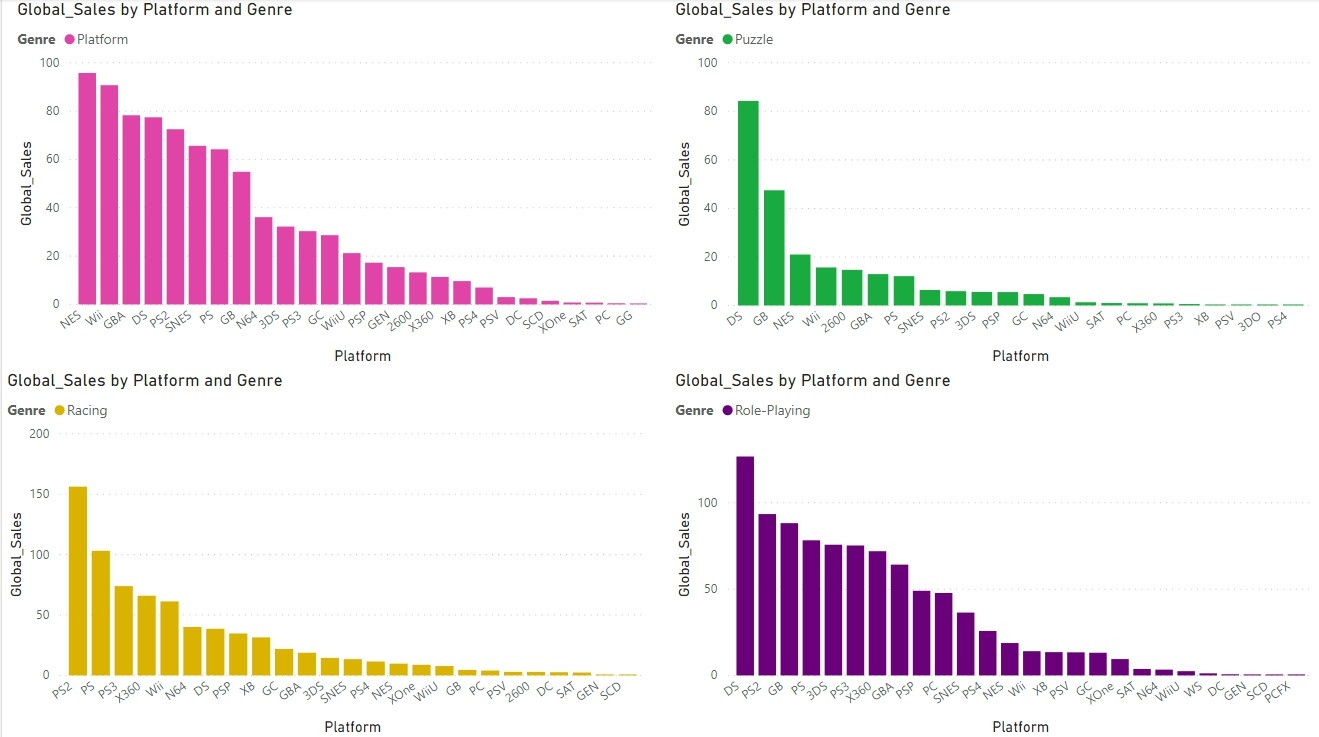 Global_Sales by Platform and Genre
Genre Platform
100
80
60
40
20
0
Global_Sales
NES Wii GBA DS PS2 SNES PS GB N64 3DS PS3 GC WiiU PSP GEN 2600 X360 XB PS4 PSV DC SCD XOne SAT PC GG
Platform
Global_Sales by Platform and Genre
Genre Puzzle
100
80
60
40
20
0
Global_Sales
DS GB NES Wii 2600 GBA PS SNES PS2 3DS PSP GC N64 WiiU SAT PC X360 PS3 XB PSV 3DO PS4
Platform
Global_Sales by Platform and Genre
Genre Racing
200
150
100
50
0
Global_Sales
PS2 PS PS3 X360 Wii N64 DS PSP XB GC GBA 3DS SNES PS4 NES XOne WiiU GB PC PSV 2600 DC SAT GEN SCD
Platform
Global_Sales by Platform and Genre
Genre Role-Playing
100
50
0
Global_Sales
DS PS2 GB PS 3DS PS3 X360 GBA PSP PC SNES PS4 NES Wii XB PSV GC XOne SAT N64 WiiU WS DC GEN SCD PCFX
Platform